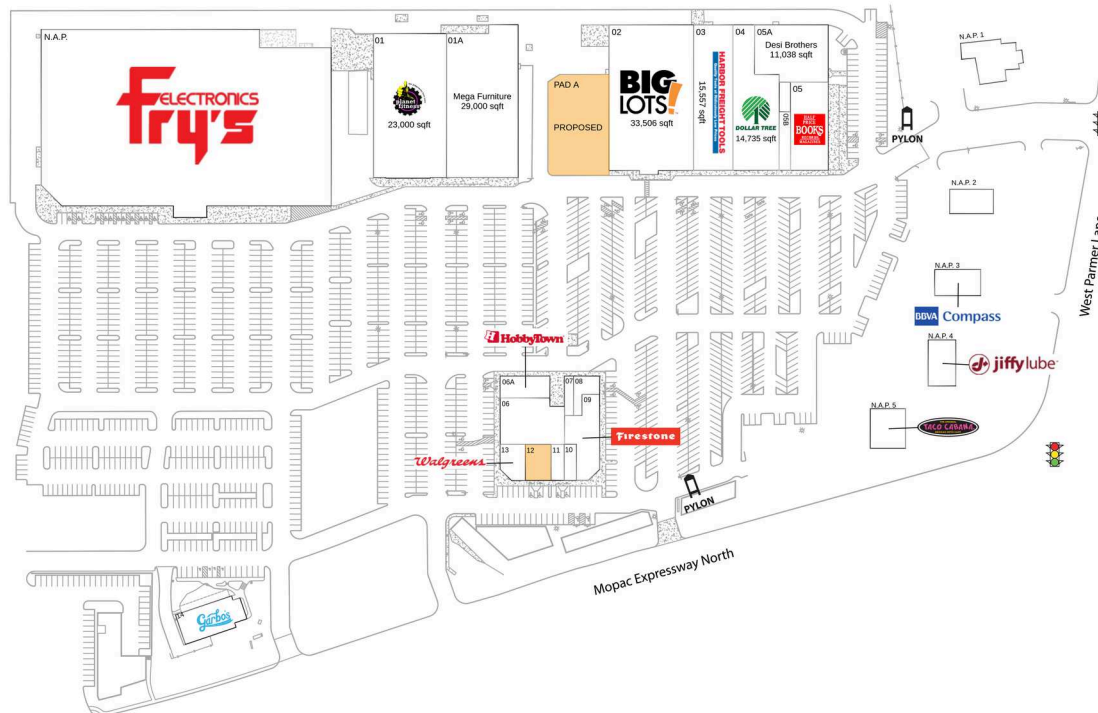 N.A.P.
Fry's
ELECTRONICS
01
planet fitness
23,000 sqft
01A
Mega Furniture
29,000 sqft
PAD A
PROPOSED
02
BIG LOTS!
33,506 sqft
03
HARBOR FREIGHT TOOLS
15,557 sqft
04
DOLLAR TREE
14,735 sqft
05A
Desi Brothers
11,038 sqft
05B
05
HALF
PRICE
BOOKS
PYLON
N.A.P. 1
N.A.P. 2
N.A.P. 3
BBVA Compass
N.A.P. 4
jiffylube
N.A.P. 5
TACO CABANA
West Parmer Lane
HobbyTown
06A
06
07
08
09
Firestone
13
12
11
10
Walgreens
PYLON
Mopac Expressway North
14
Garbo's